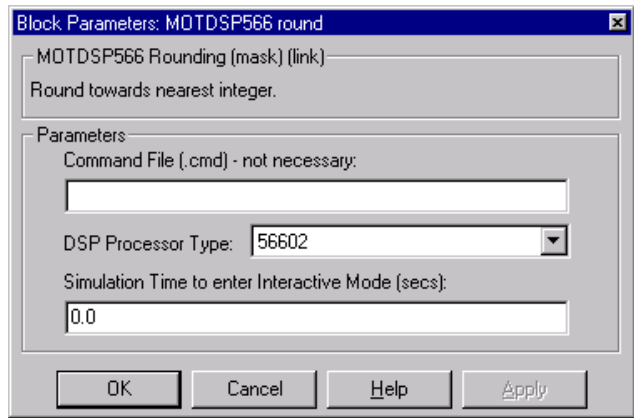 Block Parameters: MOTDSP566 round
MOTDSP566 Rounding (mask) (link)
Round towards nearest integer.
Parameters
Command File (.cmd) - not necessary:
DSP Processor Type: 56602
Simulation Time to enter Interactive Mode (secs):
0.0
OK Cancel Help Apply